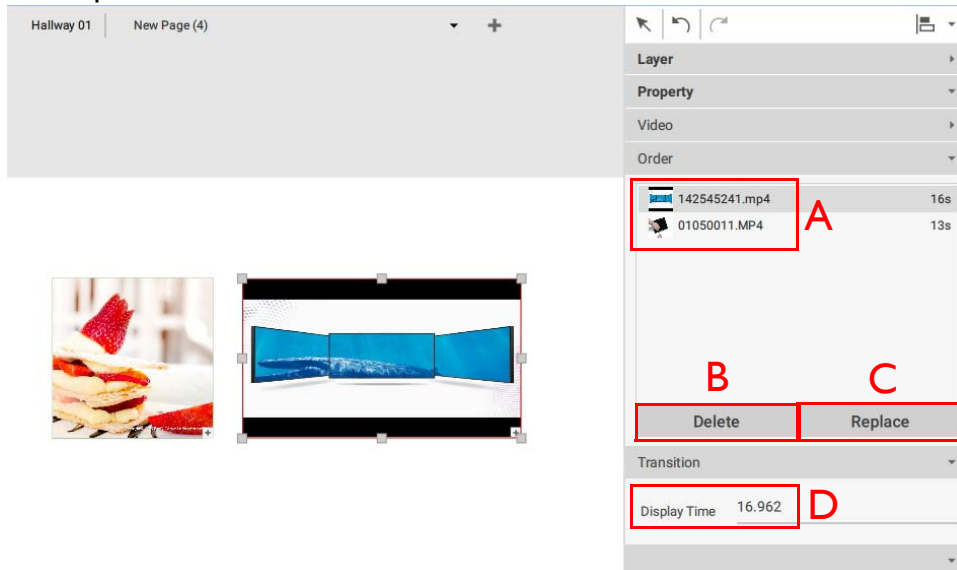 Hallway 01 New Page (4)
Layer
Property
Video
Order
142545241.mp4 16s
01050011.MP4 13s
A
B
C
Delete Replace
Transition
Display Time 16.962
D